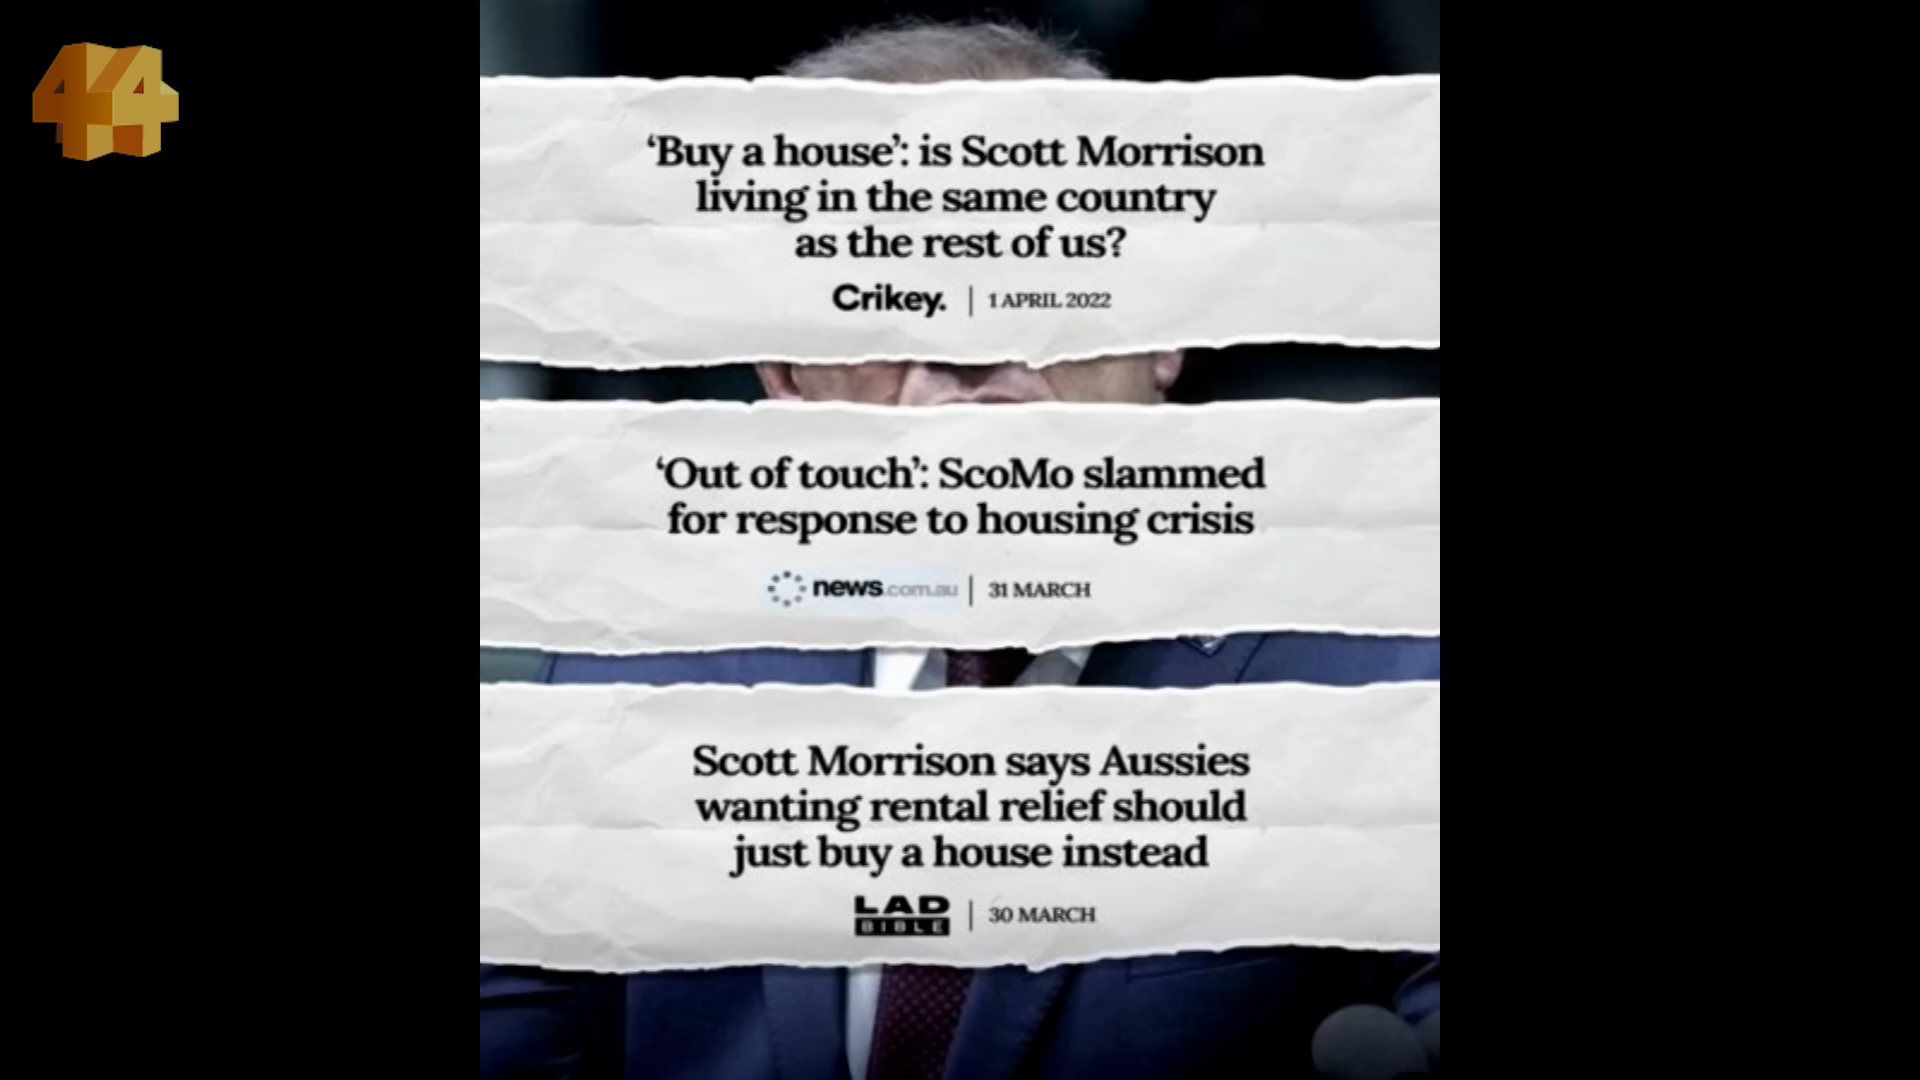 44
‘Buy a house’: is Scott Morrison
living in the same country
as the rest of us?
Crikey. | 1 APRIL 2022
‘Out of touch’: ScoMo slammed
for response to housing crisis
news.com.au | 31 MARCH
Scott Morrison says Aussies
wanting rental relief should
just buy a house instead
LAD
BIBLE | 30 MARCH